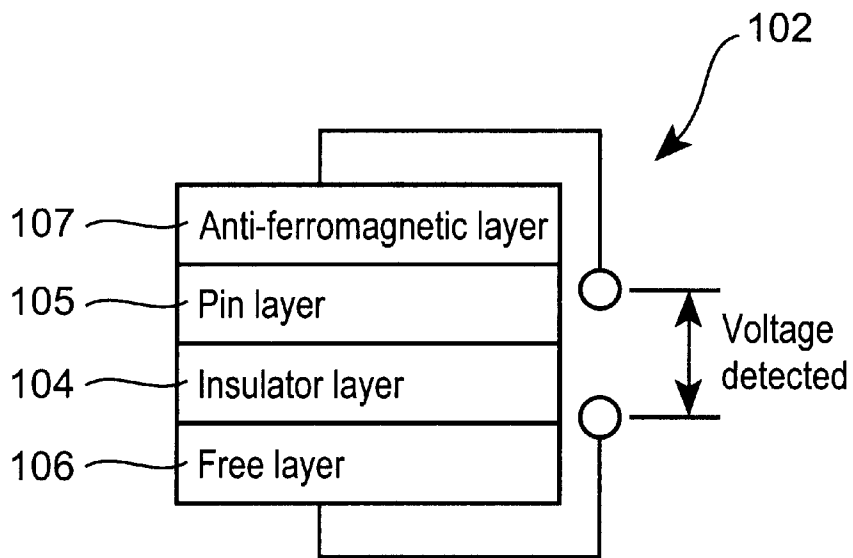 102
107 Anti-ferromagnetic layer
105 Pin layer
104 Insulator layer
106 Free layer
Voltage
detected